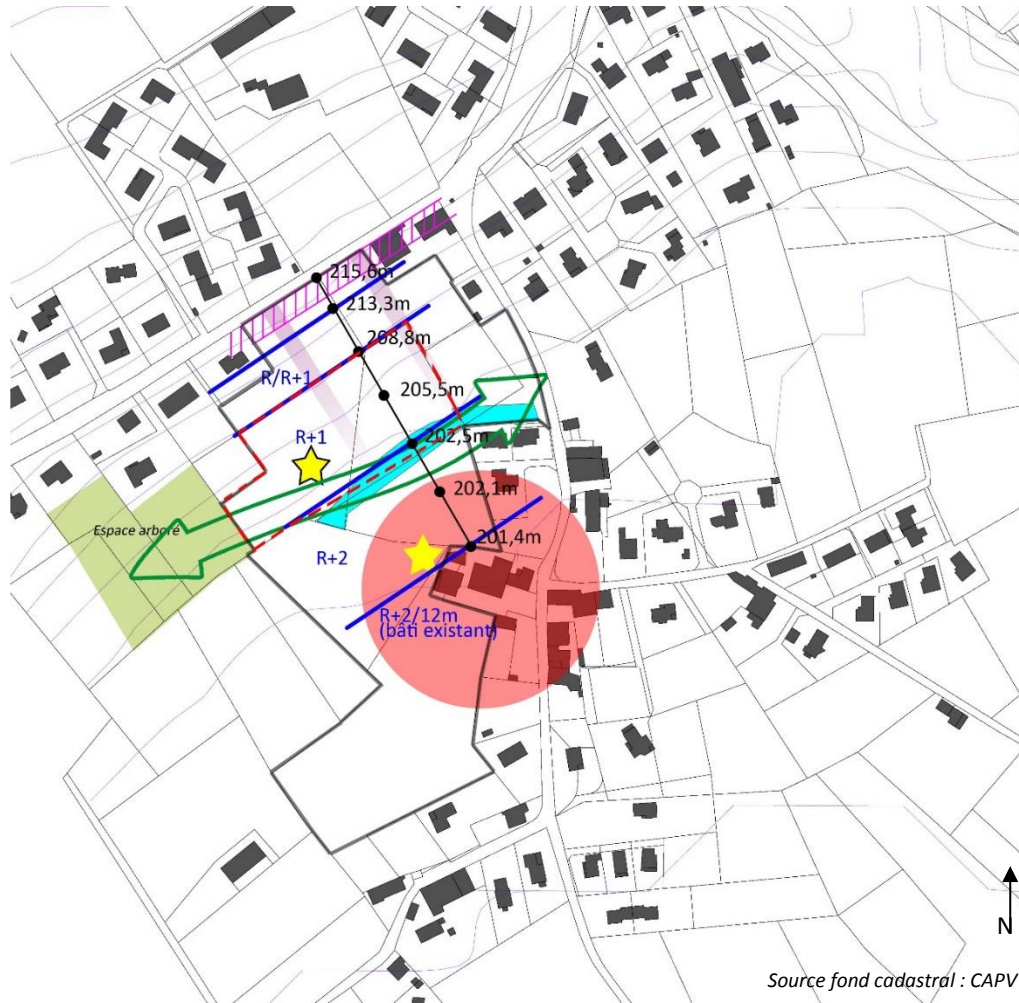 215,6m
213,3m
208,8m
R/R+1
205,5m
R+1
202,5m
202,1m
Espace arboré
201,4m
R+2
R+2/12m
(bâti existant)
N
Source fond cadastral : CAPV